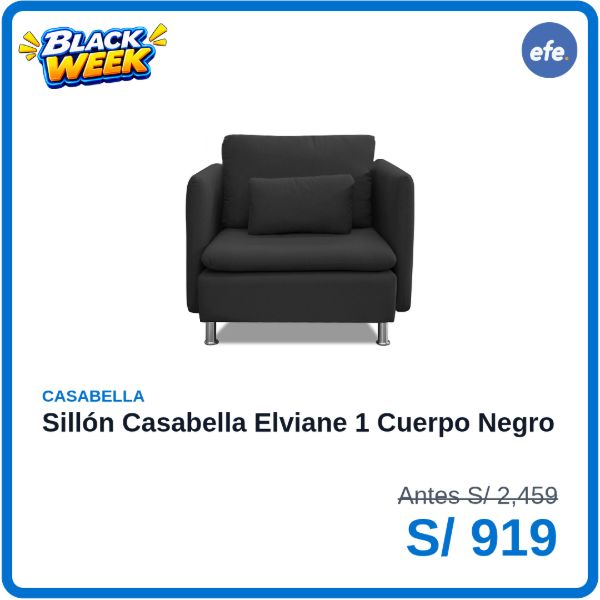 BLACK
WEEK
efe.
CASABELLA
Sillón Casabella Elviane 1 Cuerpo Negro
Antes S/ 2,459
S/ 919